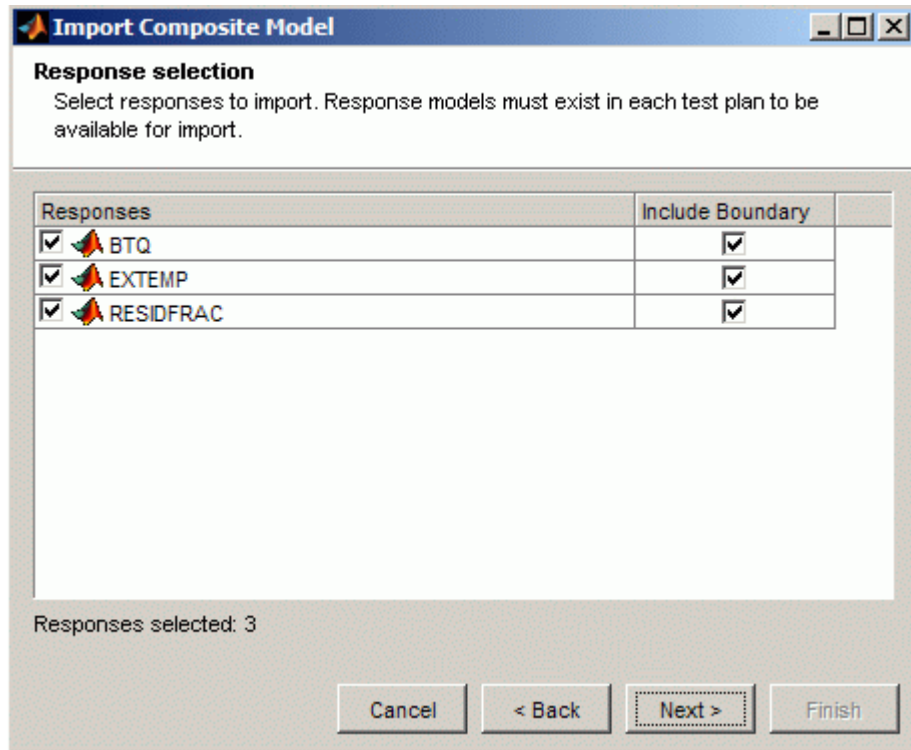 Import Composite Model
Response selection
Select responses to import. Response models must exist in each test plan to be
available for import.
Responses Include Boundary
BTQ
EXTEMP
RESIDFRAC
Responses selected: 3
Cancel < Back Next > Finish